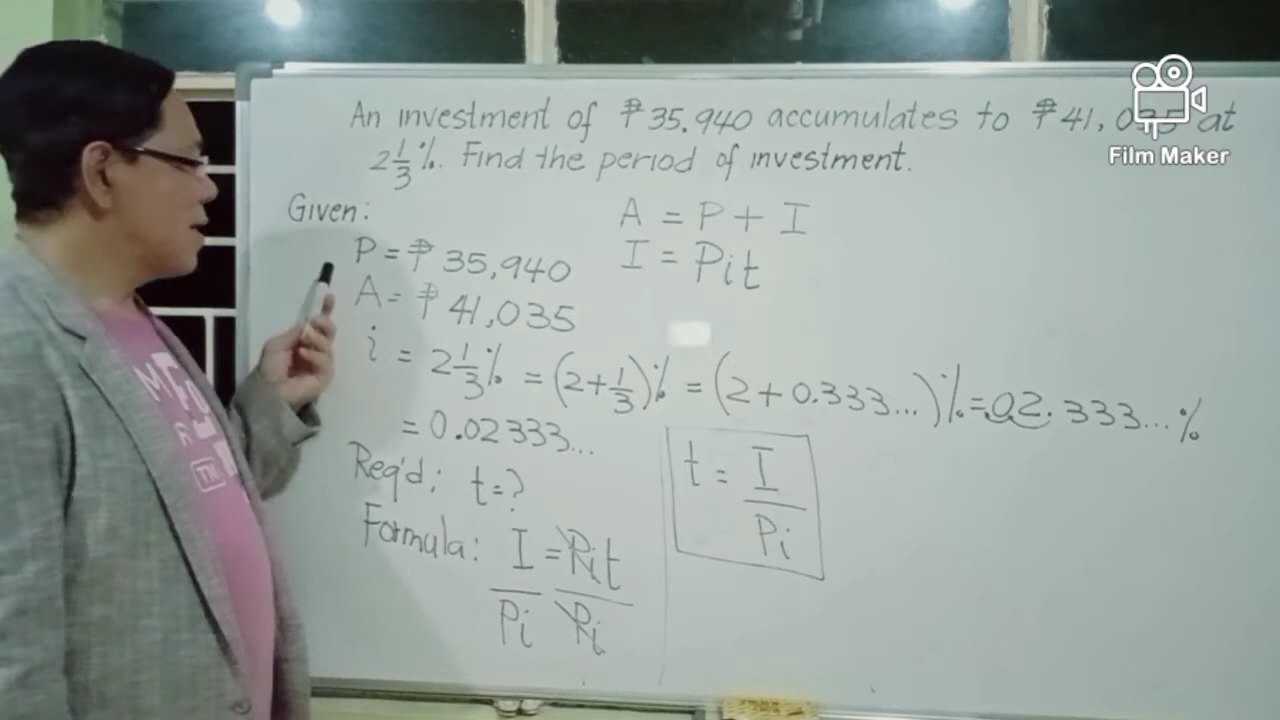 An investment of ₱35.940 accumulates to ₱41,035 at
2 1/3 %. Find the period of investment.
Given:
P = ₱35,940
A = ₱41,035
i = 2 1/3 % = (2+1/3)% = (2+0.333...)% = .02.333...%
= 0.02333...
Req'd: t=?
Formula: I = Pit
Pi Pi
A = P + I
I = Pit
t = I
Pi
Film Maker